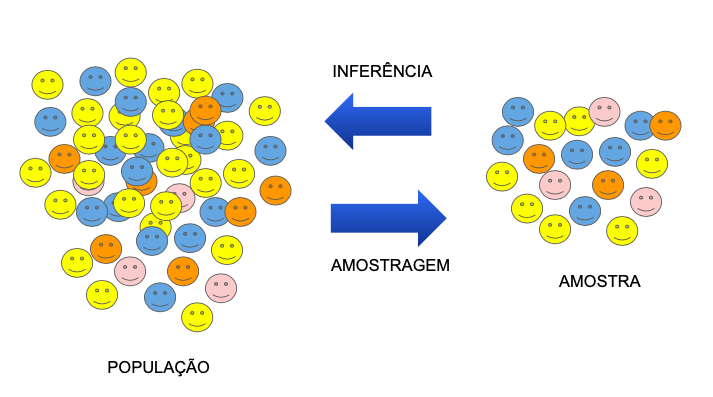 INFERÊNCIA
AMOSTRAGEM
AMOSTRA
POPULAÇÃO